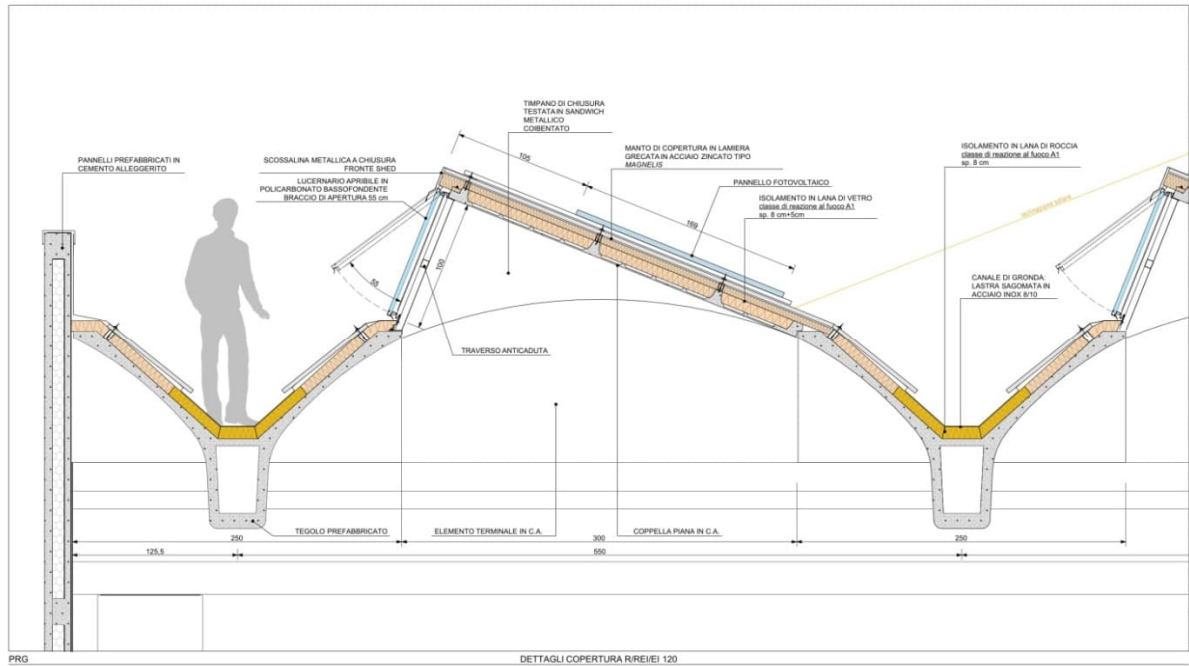 TIMPANO DI CHIUSURA
TESTATA IN SANDWICH
METALLICO
COIBENTATO
MANTO DI COPERTURA IN LAMIERA
GRECATA IN ACCIAIO ZINCATO TIPO
MAGNELIS
ISOLAMENTO IN LANA DI ROCCIA
classe di reazione al fuoco A1
sp. 8 cm
PANNELLI PREFABBRICATI IN
CEMENTO ALLEGGERITO
SCOSSALINA METALLICA A CHIUSURA
FRONTE SHED
LUCERNARIO APRIBILE IN
POLICARBONATO BASSOFONDENTE
BRACCIO DI APERTURA 55 cm
105
PANNELLO FOTOVOLTAICO
ISOLAMENTO IN LANA DI VETRO
classe di reazione al fuoco A1
sp. 8 cm+5cm
169
inclinazione solare
100
55
CANALE DI GRONDA:
LASTRA SAGOMATA IN
ACCIAIO INOX 8/10
TRAVERSO ANTICADUTA
TEGOLO PREFABBRICATO
ELEMENTO TERMINALE IN C.A.
COPPELLA PIANA IN C.A.
250
300
250
125,5
550
PRG
DETTAGLI COPERTURA R/REI/EI 120